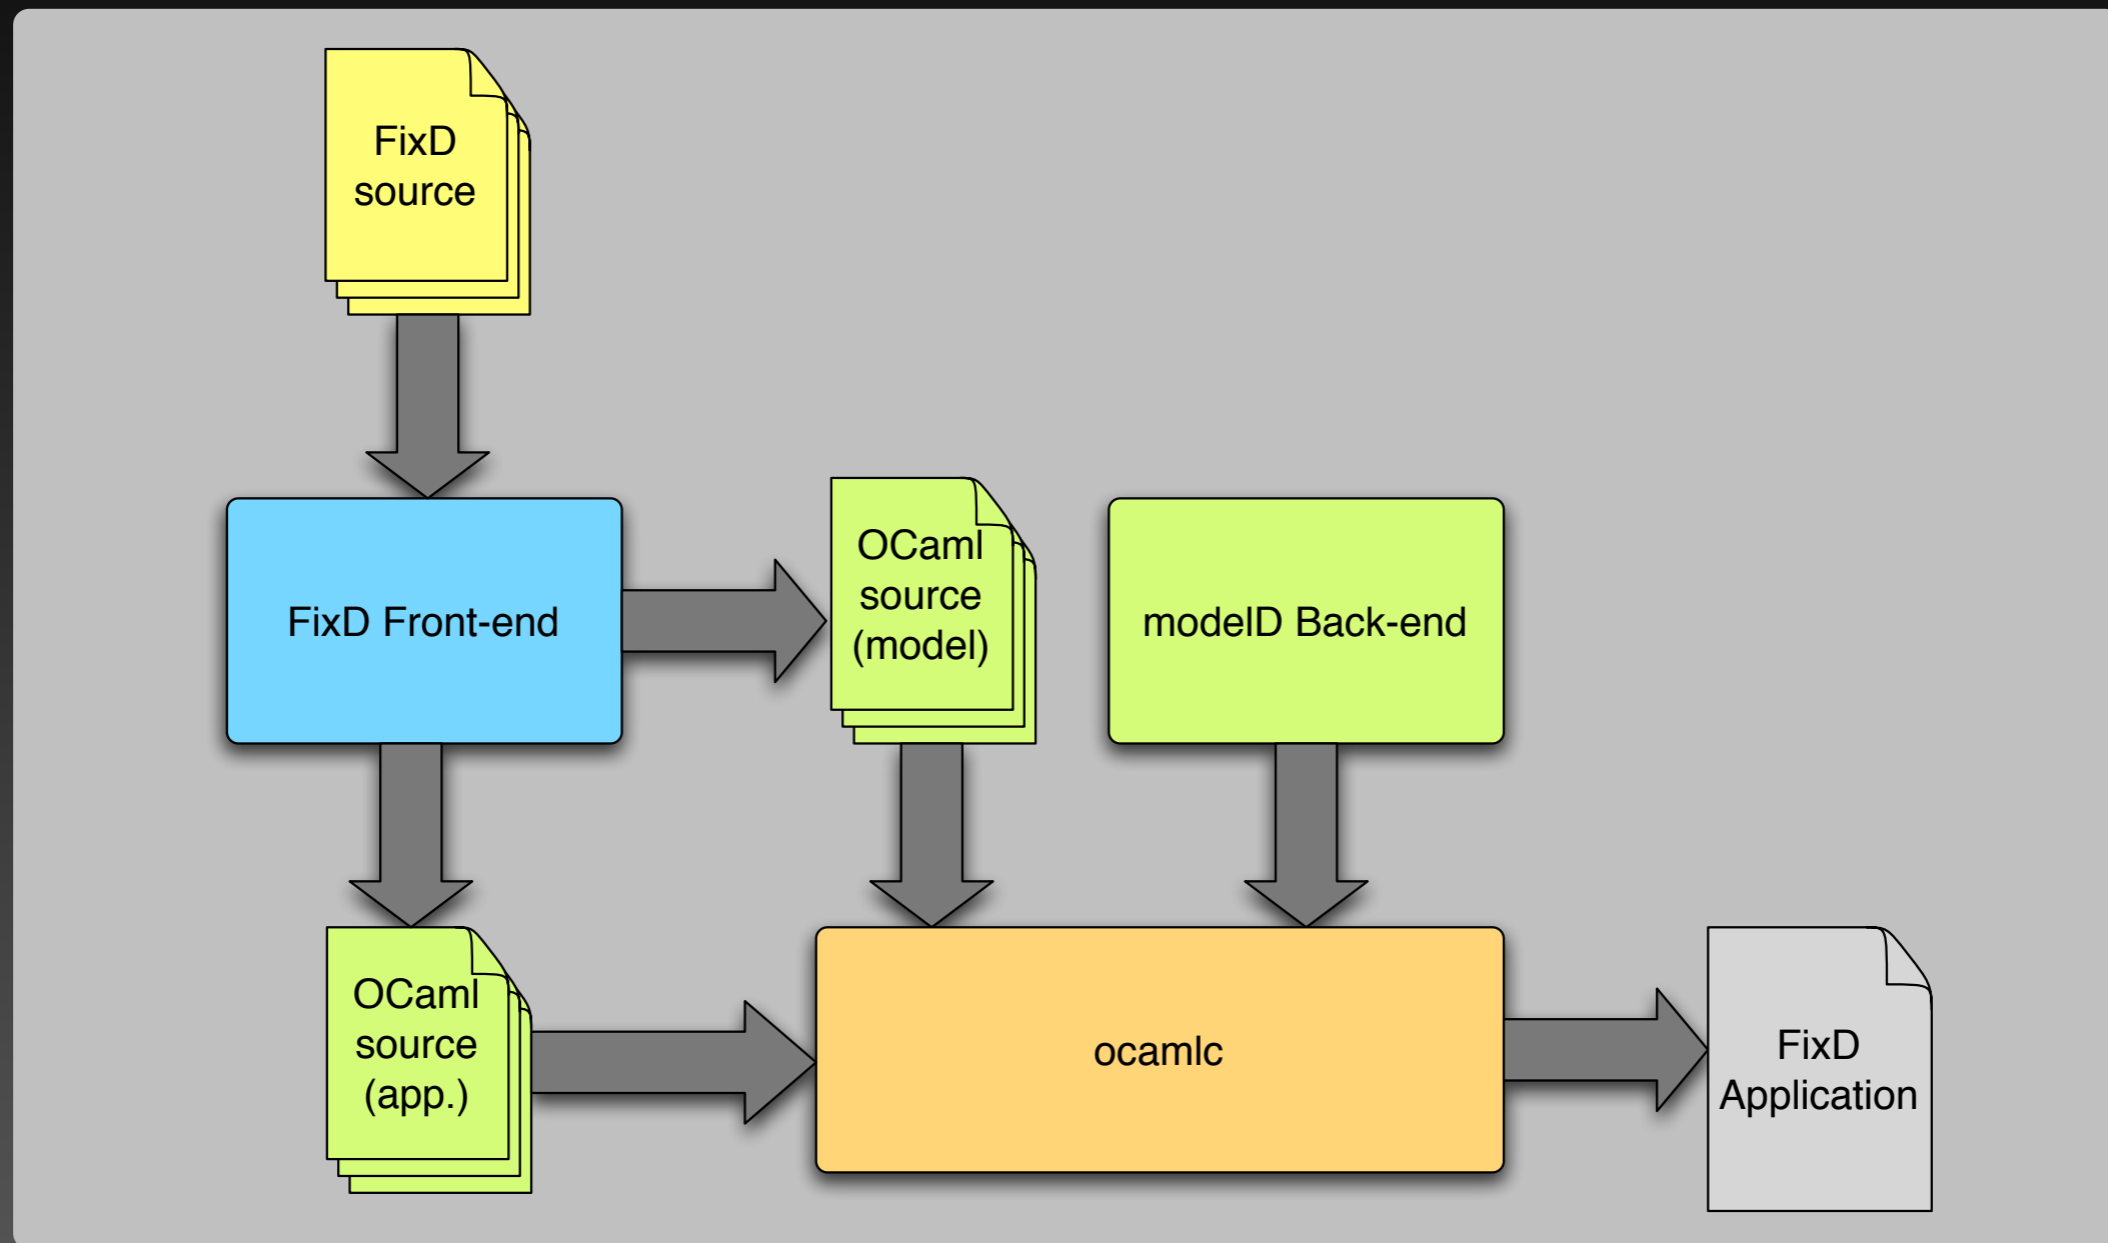 FixD
source
FixD Front-end
OCaml
source
(model)
modelD Back-end
OCaml
source
(app.)
ocamlc
FixD
Application